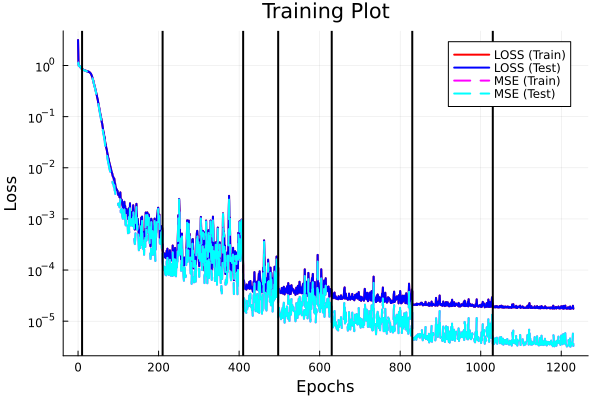 Training Plot
Loss
10⁰
10⁻¹
10⁻²
10⁻³
10⁻⁴
10⁻⁵
LOSS (Train)
LOSS (Test)
MSE (Train)
MSE (Test)
0 200 400 600 800 1000 1200
Epochs